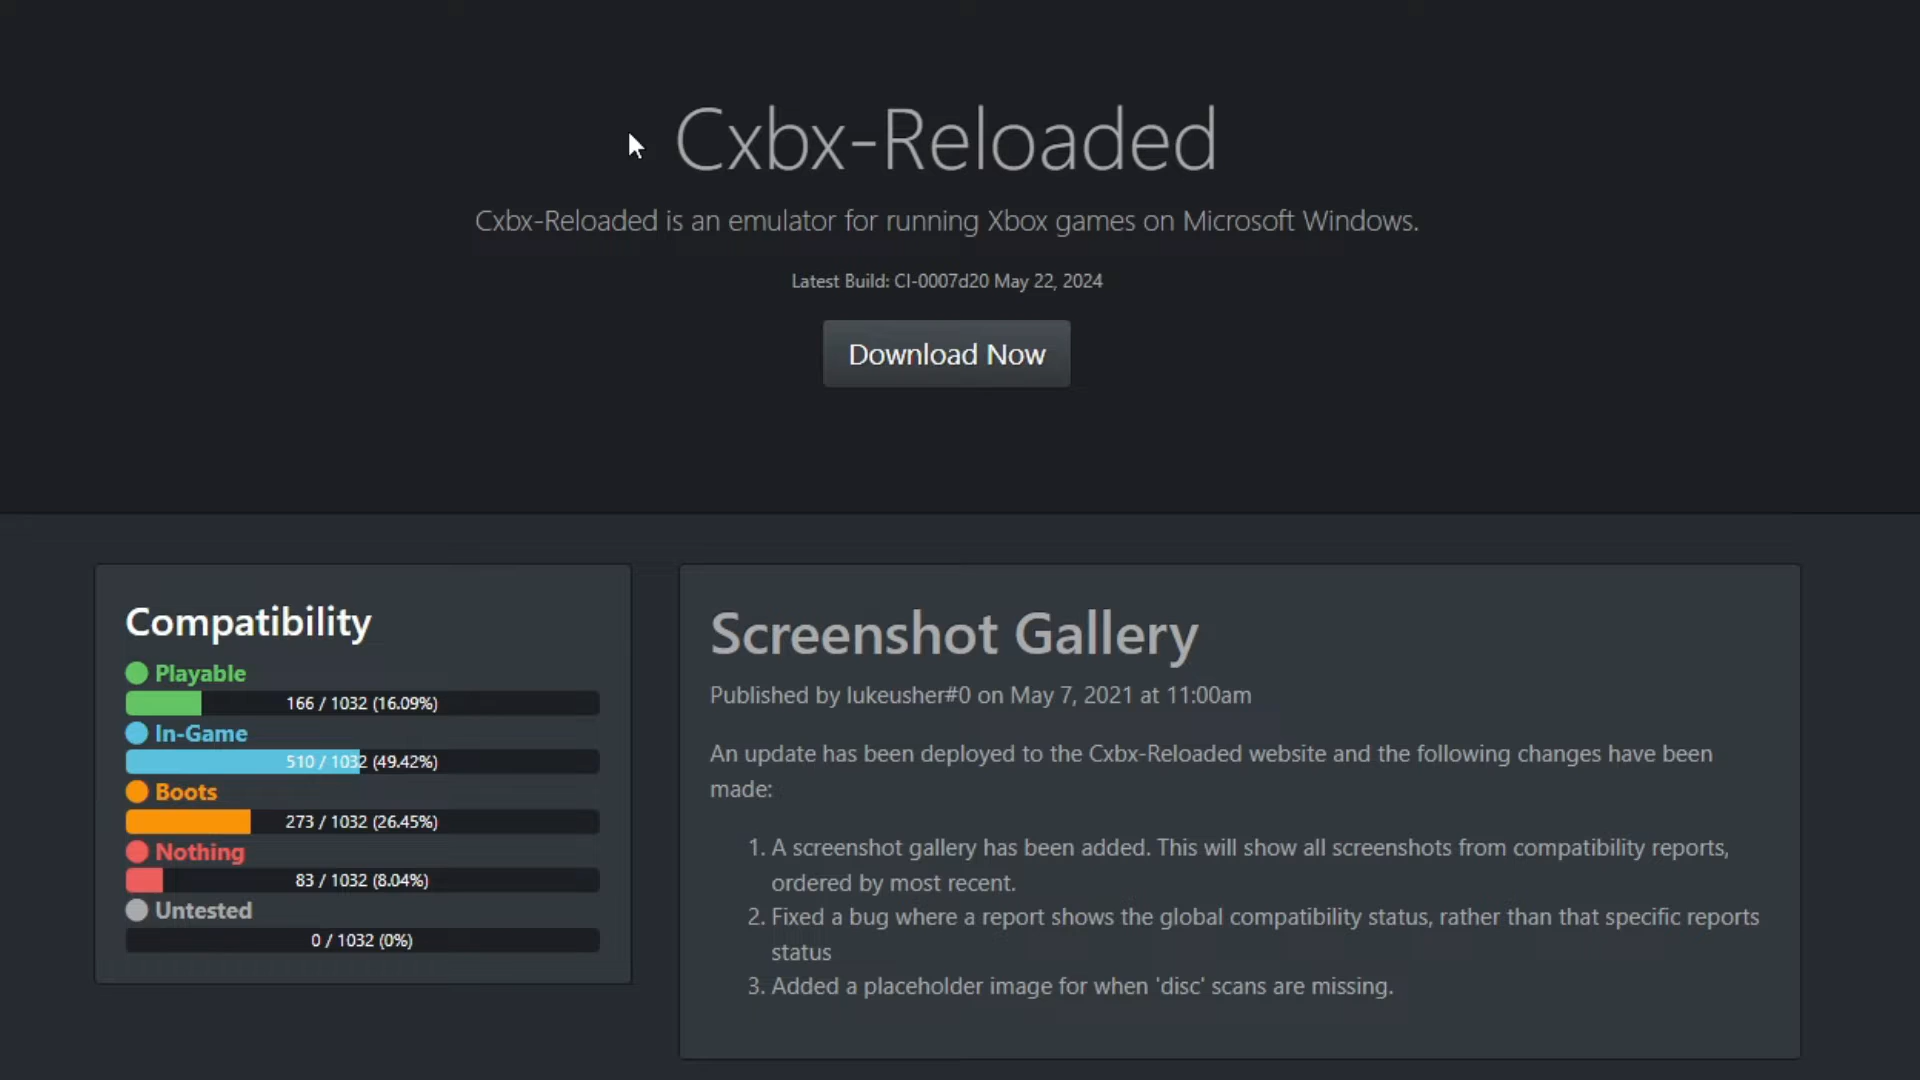 Cxbx-Reloaded
Cxbx-Reloaded is an emulator for running Xbox games on Microsoft Windows.
Latest Build: CI-0007d20 May 22, 2024
Download Now
Compatibility
Playable
166 / 1032 (16.09%)
In-Game
510 / 1032 (49.42%)
Boots
273 / 1032 (26.45%)
Nothing
83 / 1032 (8.04%)
Untested
0 / 1032 (0%)
Screenshot Gallery
Published by lukeusher#0 on May 7, 2021 at 11:00am
An update has been deployed to the Cxbx-Reloaded website and the following changes have been
made:
1. A screenshot gallery has been added. This will show all screenshots from compatibility reports,
ordered by most recent.
2. Fixed a bug where a report shows the global compatibility status, rather than that specific reports
status
3. Added a placeholder image for when 'disc' scans are missing.